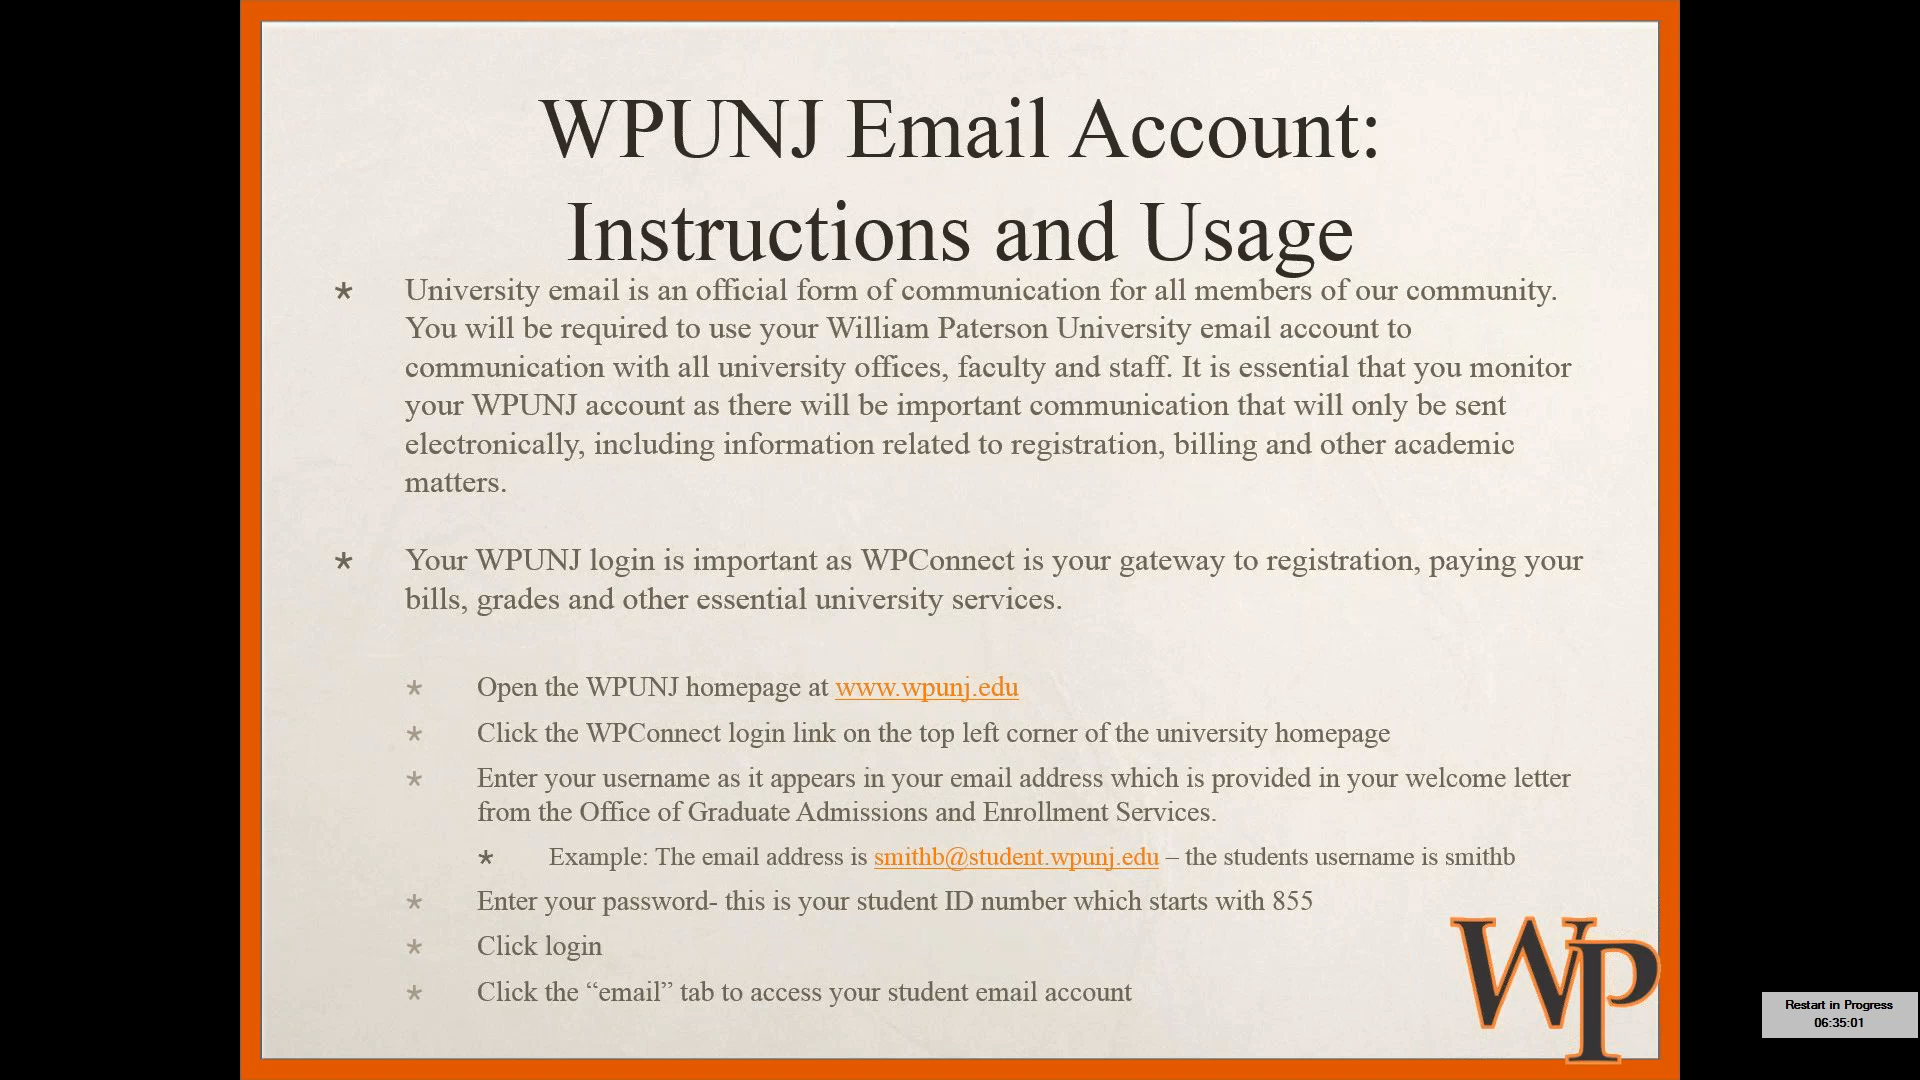 WPUNJ Email Account:
Instructions and Usage
* University email is an official form of communication for all members of our community.
You will be required to use your William Paterson University email account to
communication with all university offices, faculty and staff. It is essential that you monitor
your WPUNJ account as there will be important communication that will only be sent
electronically, including information related to registration, billing and other academic
matters.
* Your WPUNJ login is important as WPConnect is your gateway to registration, paying your
bills, grades and other essential university services.
* Open the WPUNJ homepage at www.wpunj.edu
* Click the WPConnect login link on the top left corner of the university homepage
* Enter your username as it appears in your email address which is provided in your welcome letter
from the Office of Graduate Admissions and Enrollment Services.
* Example: The email address is smithb@student.wpunj.edu – the students username is smithb
* Enter your password- this is your student ID number which starts with 855
* Click login
* Click the “email” tab to access your student email account
WP
Restart in Progress
06:35:01